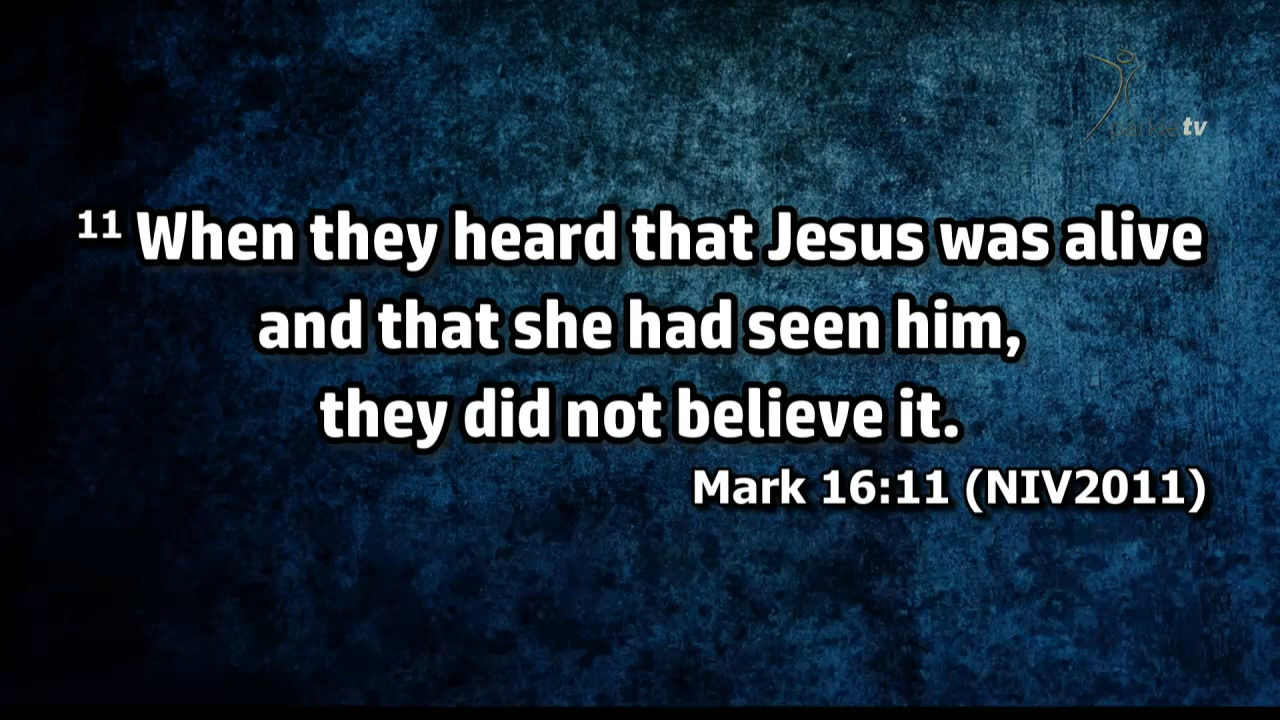 tv
¹¹ When they heard that Jesus was alive
and that she had seen him,
they did not believe it.
Mark 16:11 (NIV2011)